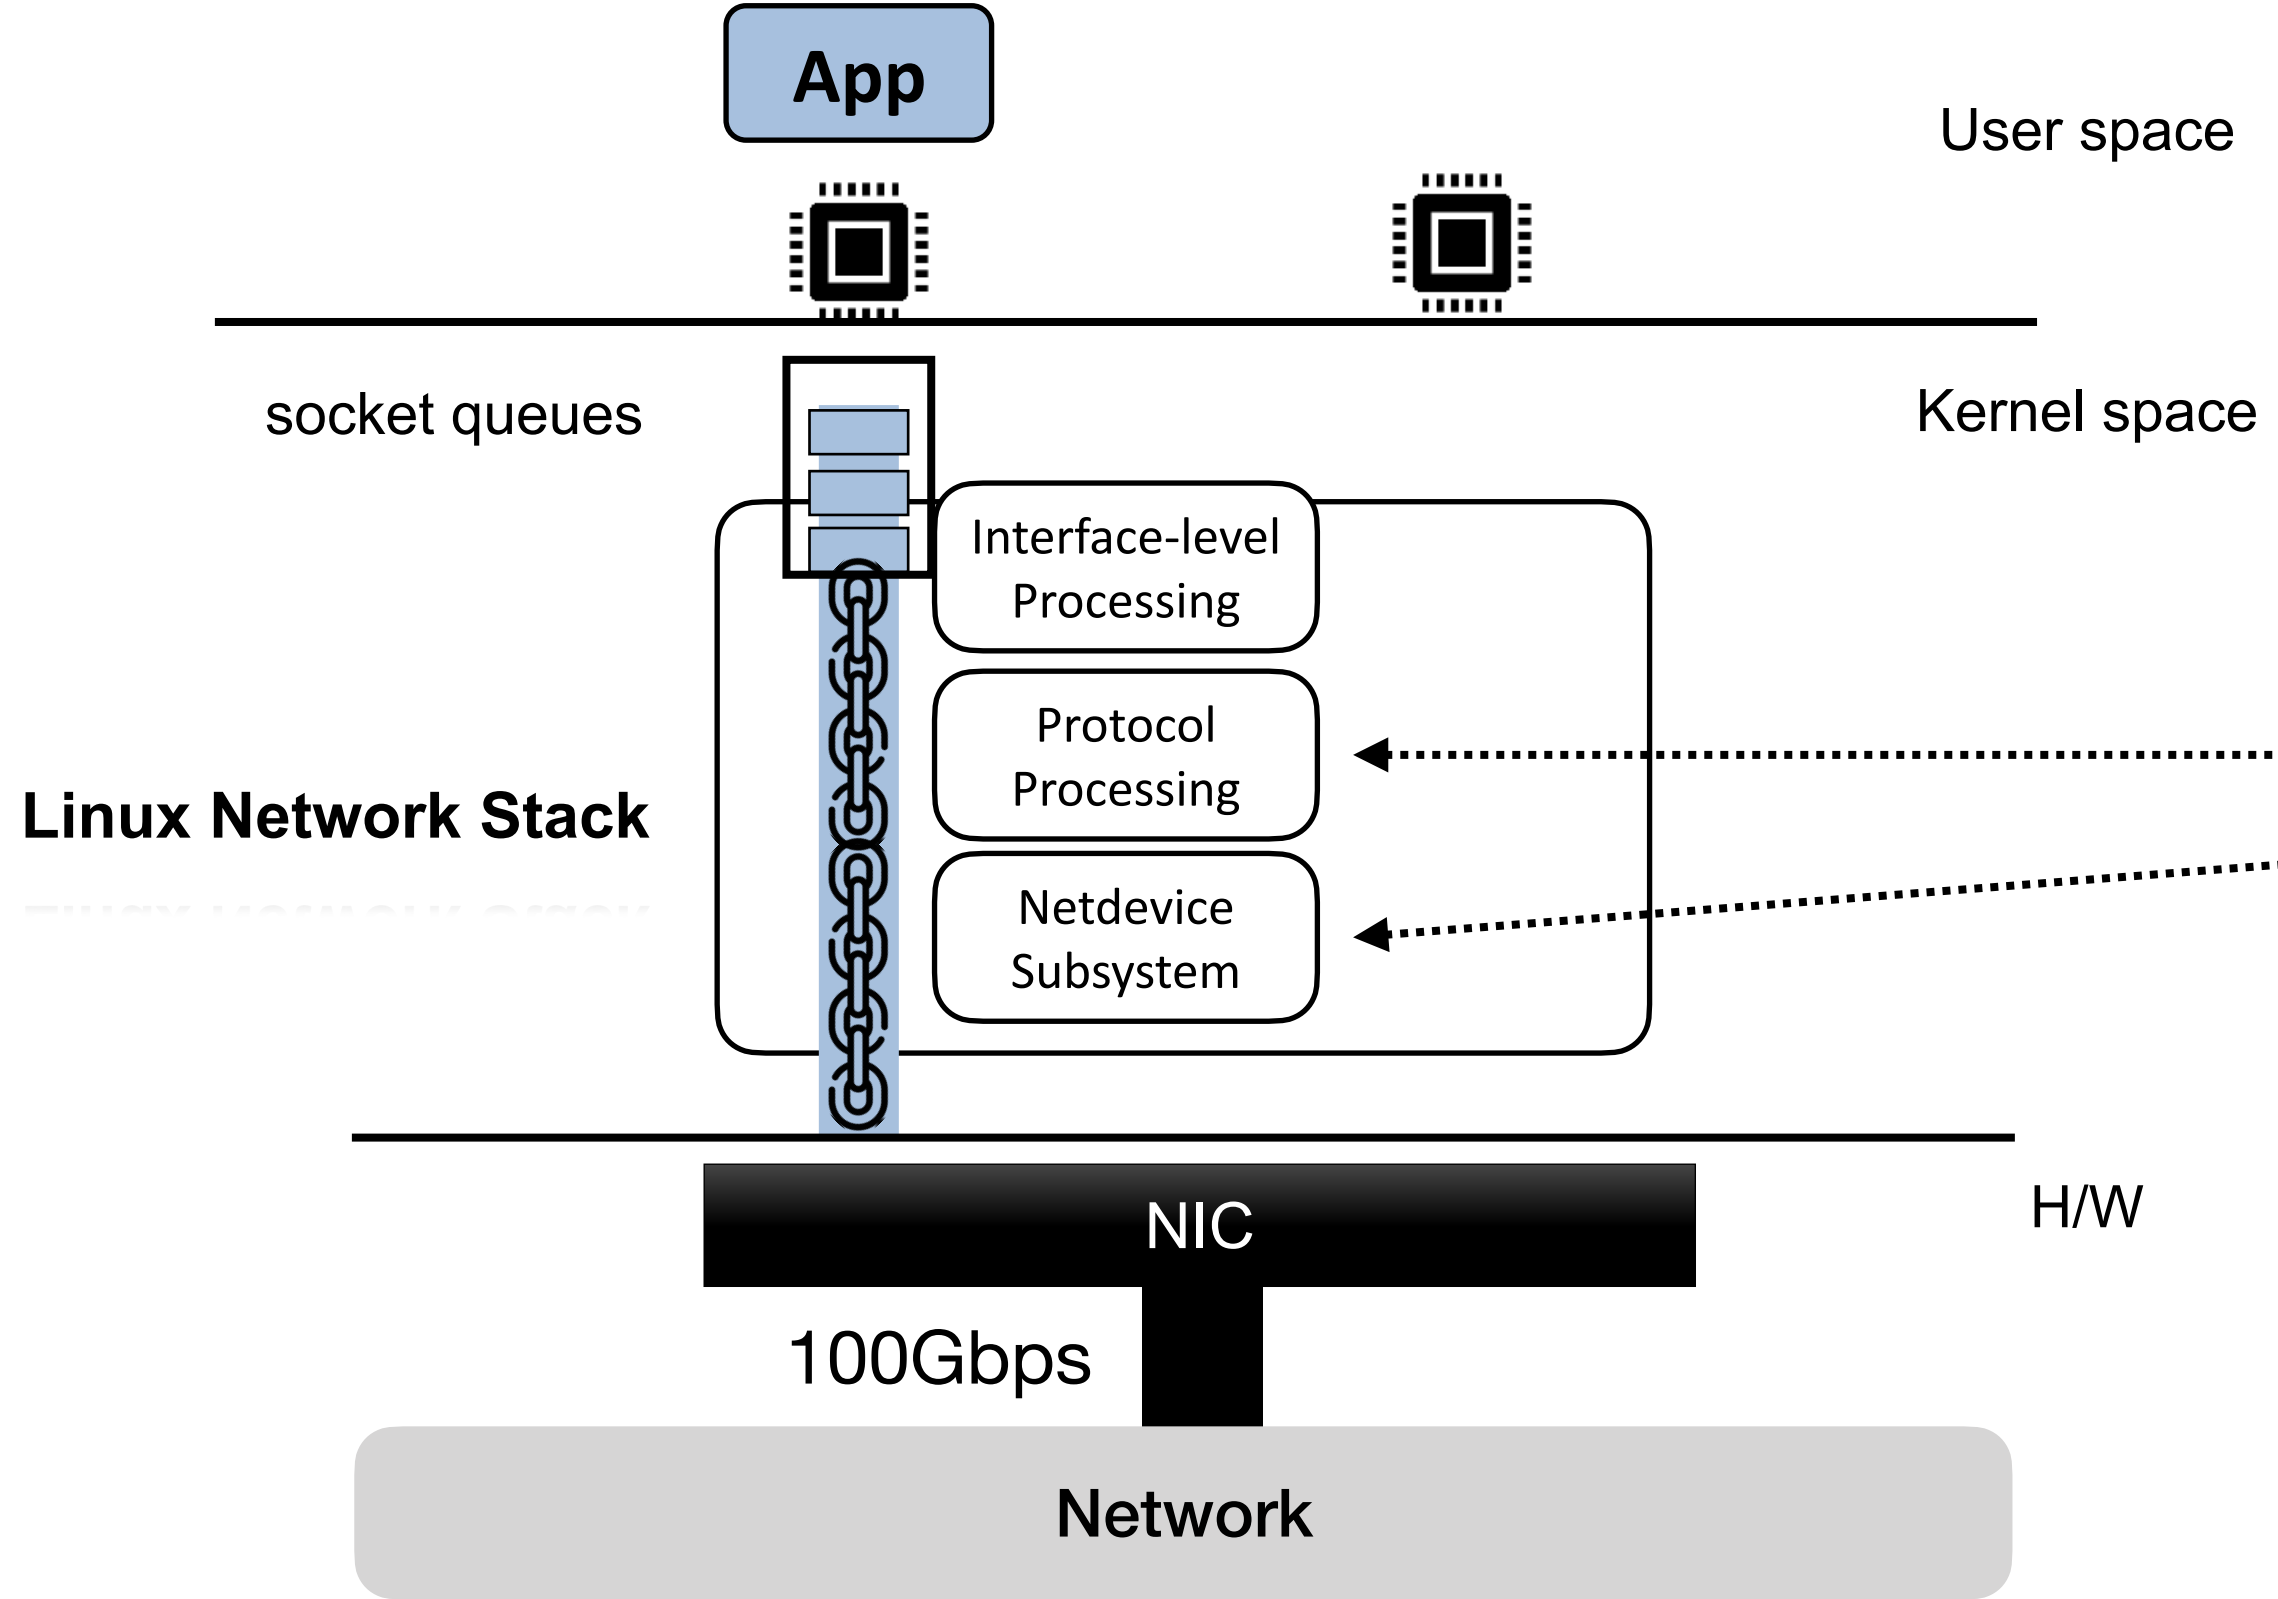 App
User space
socket queues
Kernel space
Interface-level
Processing
Protocol
Processing
Linux Network Stack
Netdevice
Subsystem
NIC
H/W
100Gbps
Network